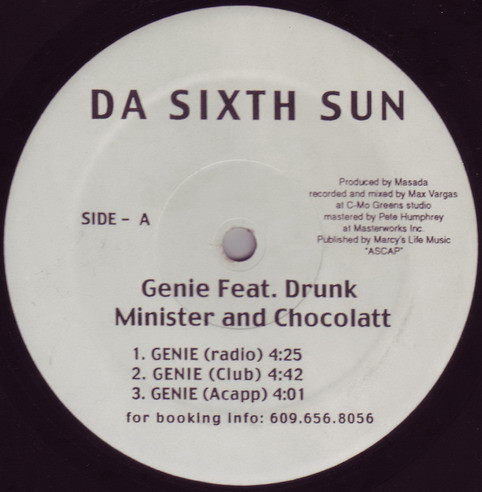 DA SIXTH SUN
Produced by Masada
recorded and mixed by Max Vargas
at C-Mo Greens studio
mastered by Pete Humphrey
at Masterworks Inc.
Published by Marcy's Life Music
"ASCAP"
SIDE - A
Genie Feat. Drunk
Minister and Chocolatt
1. GENIE (radio) 4:25
2. GENIE (Club) 4:42
3. GENIE (Acapp) 4:01
for booking info: 609.656.8056